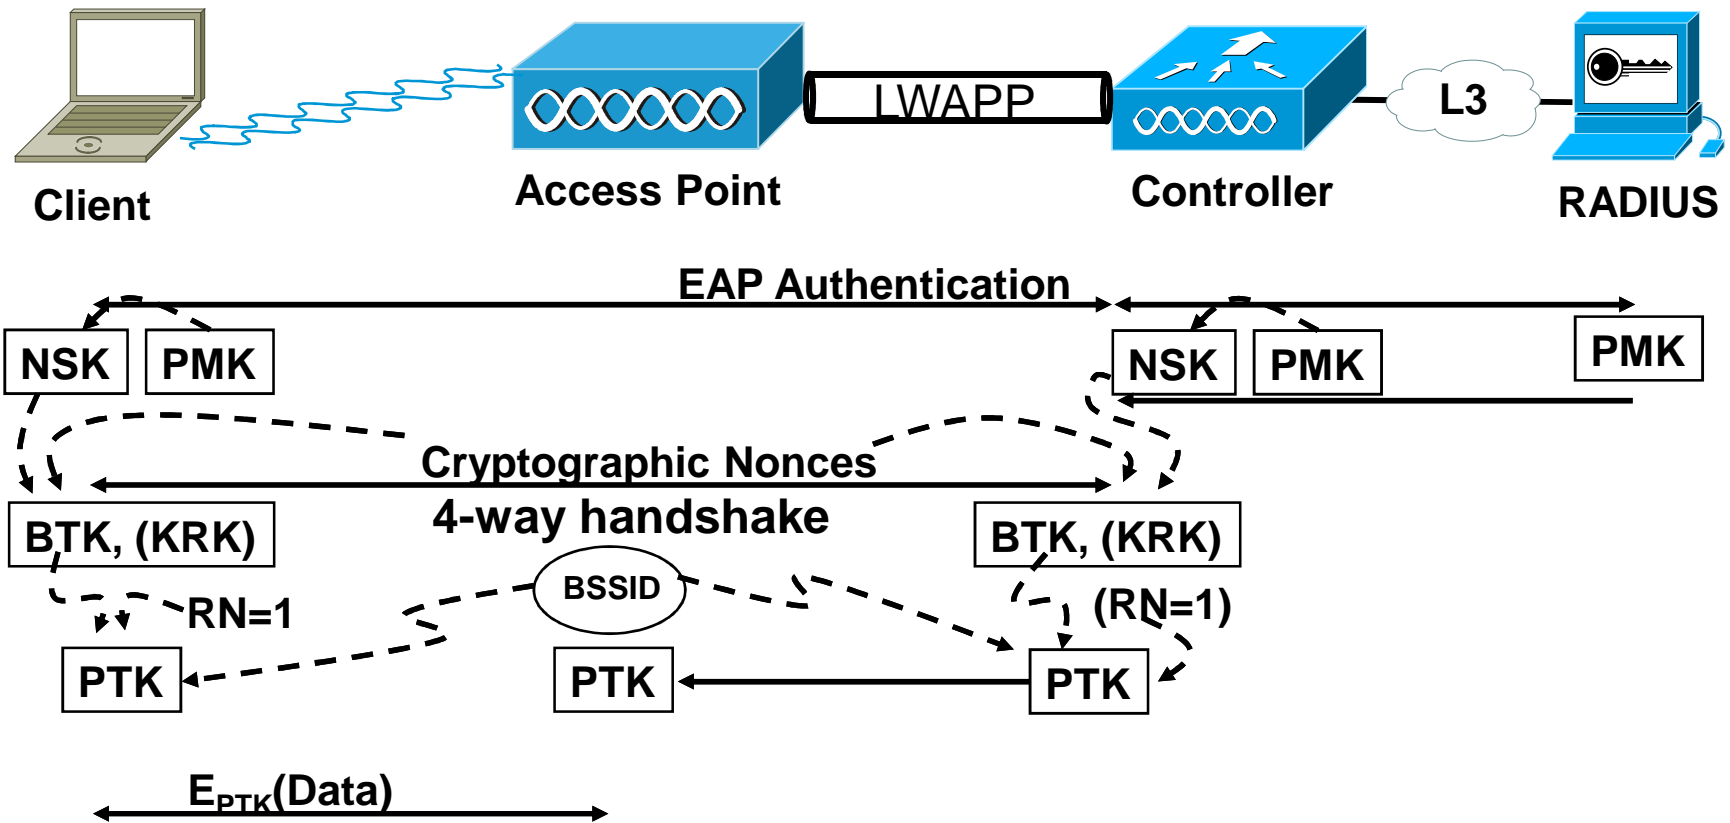 LWAPP
L3
Client
Access Point
Controller
RADIUS
EAP Authentication
NSK
PMK
NSK
PMK
PMK
Cryptographic Nonces
4-way handshake
BTK, (KRK)
BTK, (KRK)
BSSID
RN=1
(RN=1)
PTK
PTK
PTK
EPTK(Data)